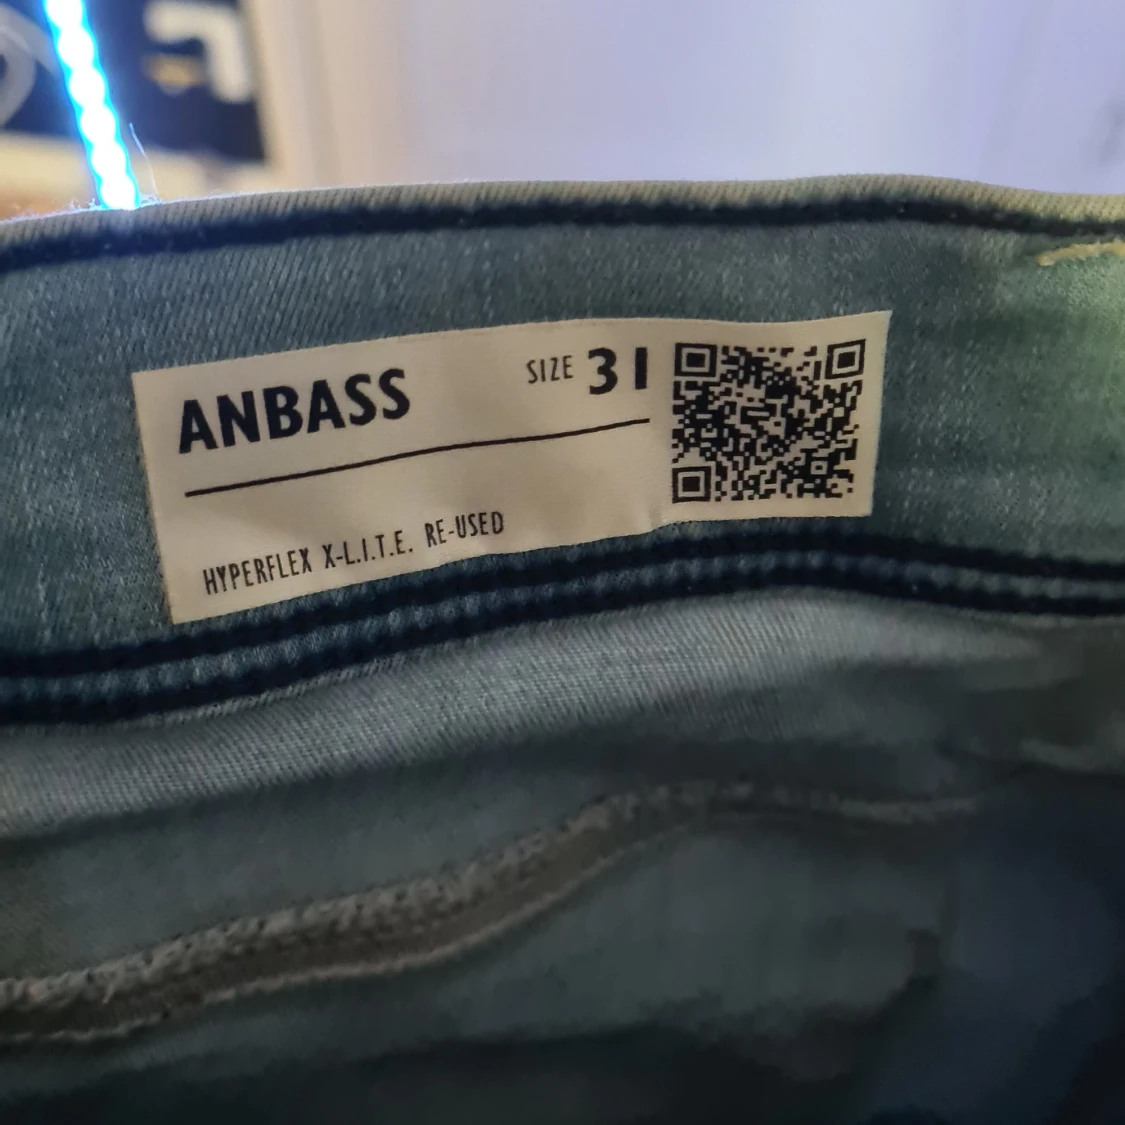 ANBASS
SIZE 31
HYPERFLEX X-L.I.T.E. RE-USED